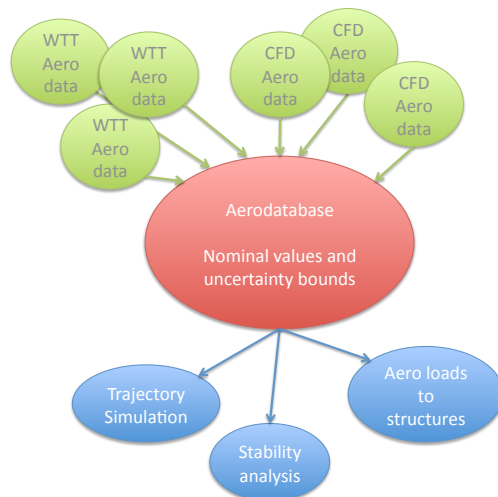 WTT
Aero
data
WTT
Aero
data
WTT
Aero
data
CFD
Aero
data
CFD
Aero
data
CFD
Aero
data
Aerodatabase
Nominal values and
uncertainty bounds
Trajectory
Simulation
Stability
analysis
Aero loads
to
structures